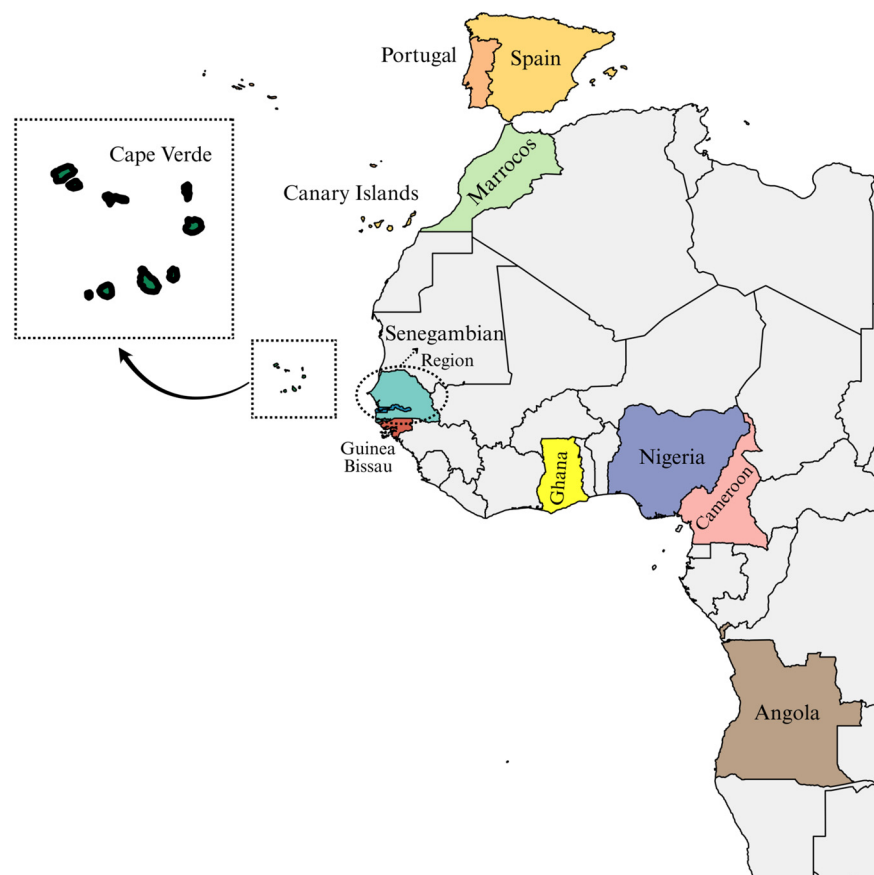 Portugal
Spain
Cape Verde
Marrocos
Canary Islands
Senegambian
Region
Guinea
Bissau
Ghana
Nigeria
Cameroon
Angola